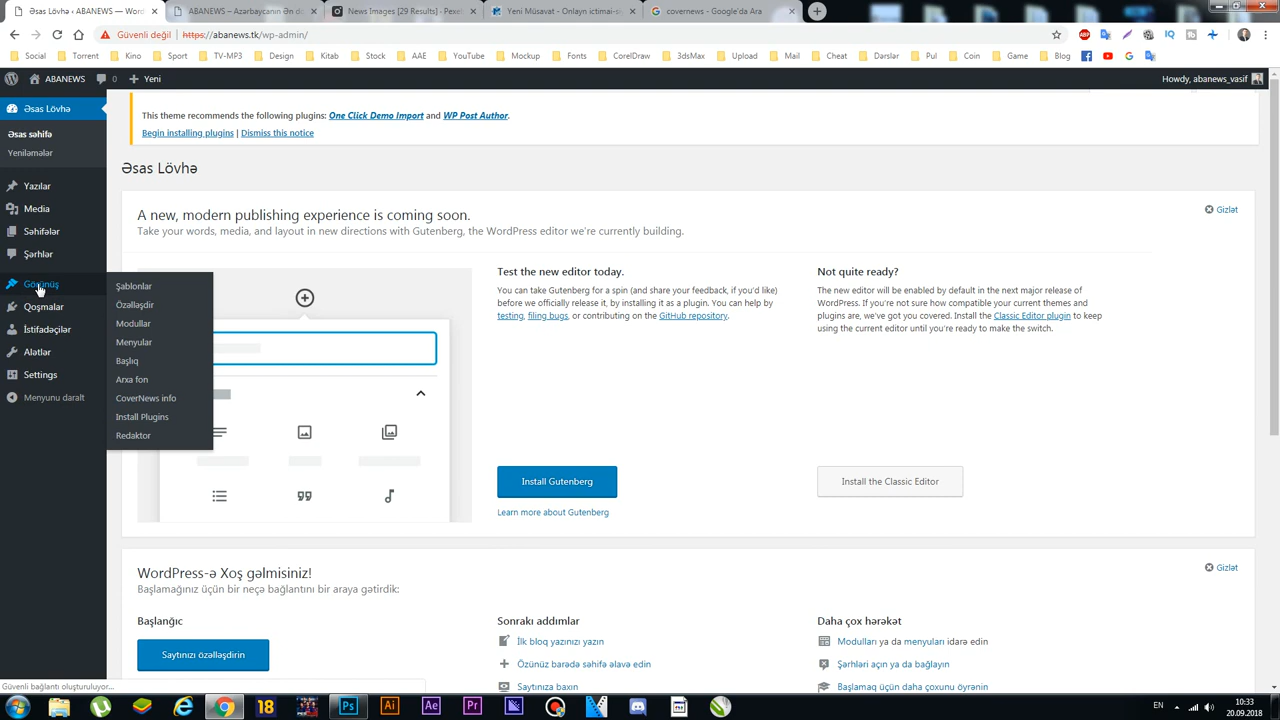 ABANEWS ‹ ABANEWS — Wor
ABANEWS – Azərbaycanın Ən d
News Images [29 Results] - Pexe
Yeni Müsavat - Onlayn ictimai-si
covernews - Google'da Ara
Güvenli değil
https://abanews.tk/wp-admin/
Social
Torrent
Kino
Sport
TV-MP3
Design
Kitab
Stock
AAE
YouTube
Mockup
Fonts
CorelDraw
3dsMax
Upload
Mail
Cheat
Dərslər
Pul
Coin
Game
Blog
ABANEWS
0
Yeni
Howdy, abanews_vasif
Əsas Lövhə
Əsas səhifə
Yeniləmələr
Yazılar
Media
Səhifələr
Şərhlər
Görünüş
Qoşmalar
İstifadəçilər
Alətlər
Settings
Menyunu daralt
Şablonlar
Özəlləşdir
Modullar
Menyular
Başlıq
Arxa fon
CoverNews info
Install Plugins
Redaktor
This theme recommends the following plugins: One Click Demo Import and WP Post Author.
Begin installing plugins | Dismiss this notice
Əsas Lövhə
A new, modern publishing experience is coming soon.
Gizlət
Take your words, media, and layout in new directions with Gutenberg, the WordPress editor we're currently building.
Test the new editor today.
You can take Gutenberg for a spin (and share your feedback, if you'd like)
before we officially release it, by installing it as a plugin. You can help by
testing, filing bugs, or contributing on the GitHub repository.
Install Gutenberg
Learn more about Gutenberg
Not quite ready?
The new editor will be enabled by default in the next major release of
WordPress. If you're not sure how compatible your current themes and
plugins are, we've got you covered. Install the Classic Editor plugin to
keep using the current editor until you're ready to make the switch.
Install the Classic Editor
WordPress-ə Xoş gəlmisiniz!
Gizlət
Başlamağınız üçün bir neçə bağlantını bir araya gətirdik:
Başlanğıc
Saytınızı özəlləşdirin
Sonrakı addımlar
İlk bloq yazınızı yazın
Özünüz barədə səhifə əlavə edin
Saytınıza baxın
Daha çox hərəkət
Modulları ya da menyuları idarə edin
Şərhləri açın ya da bağlayın
Başlamaq üçün daha çoxunu öyrənin
Güvenli bağlantı oluşturuluyor...
18
Ps
Ai
Ae
Pr
EN
10:33
20.09.2018